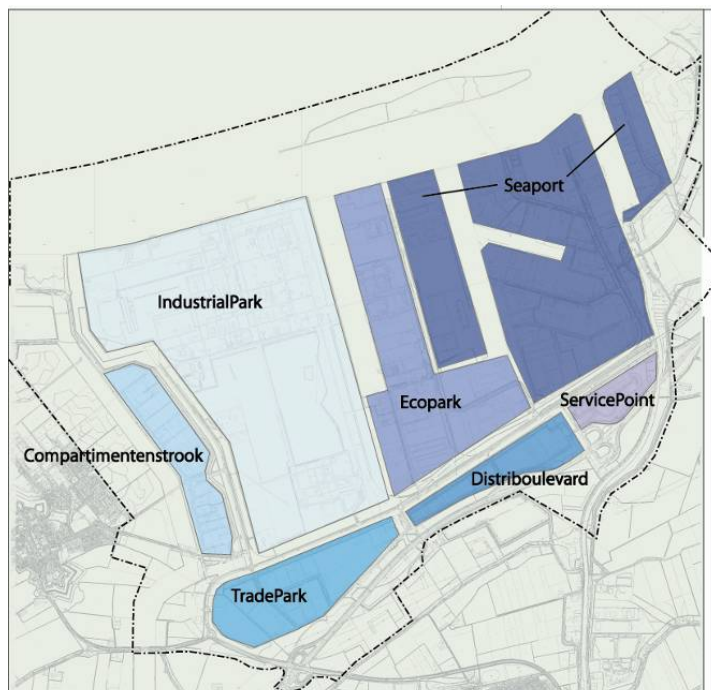 Seaport
IndustrialPark
Ecopark
ServicePoint
Compartimentenstrook
Distriboulevard
TradePark